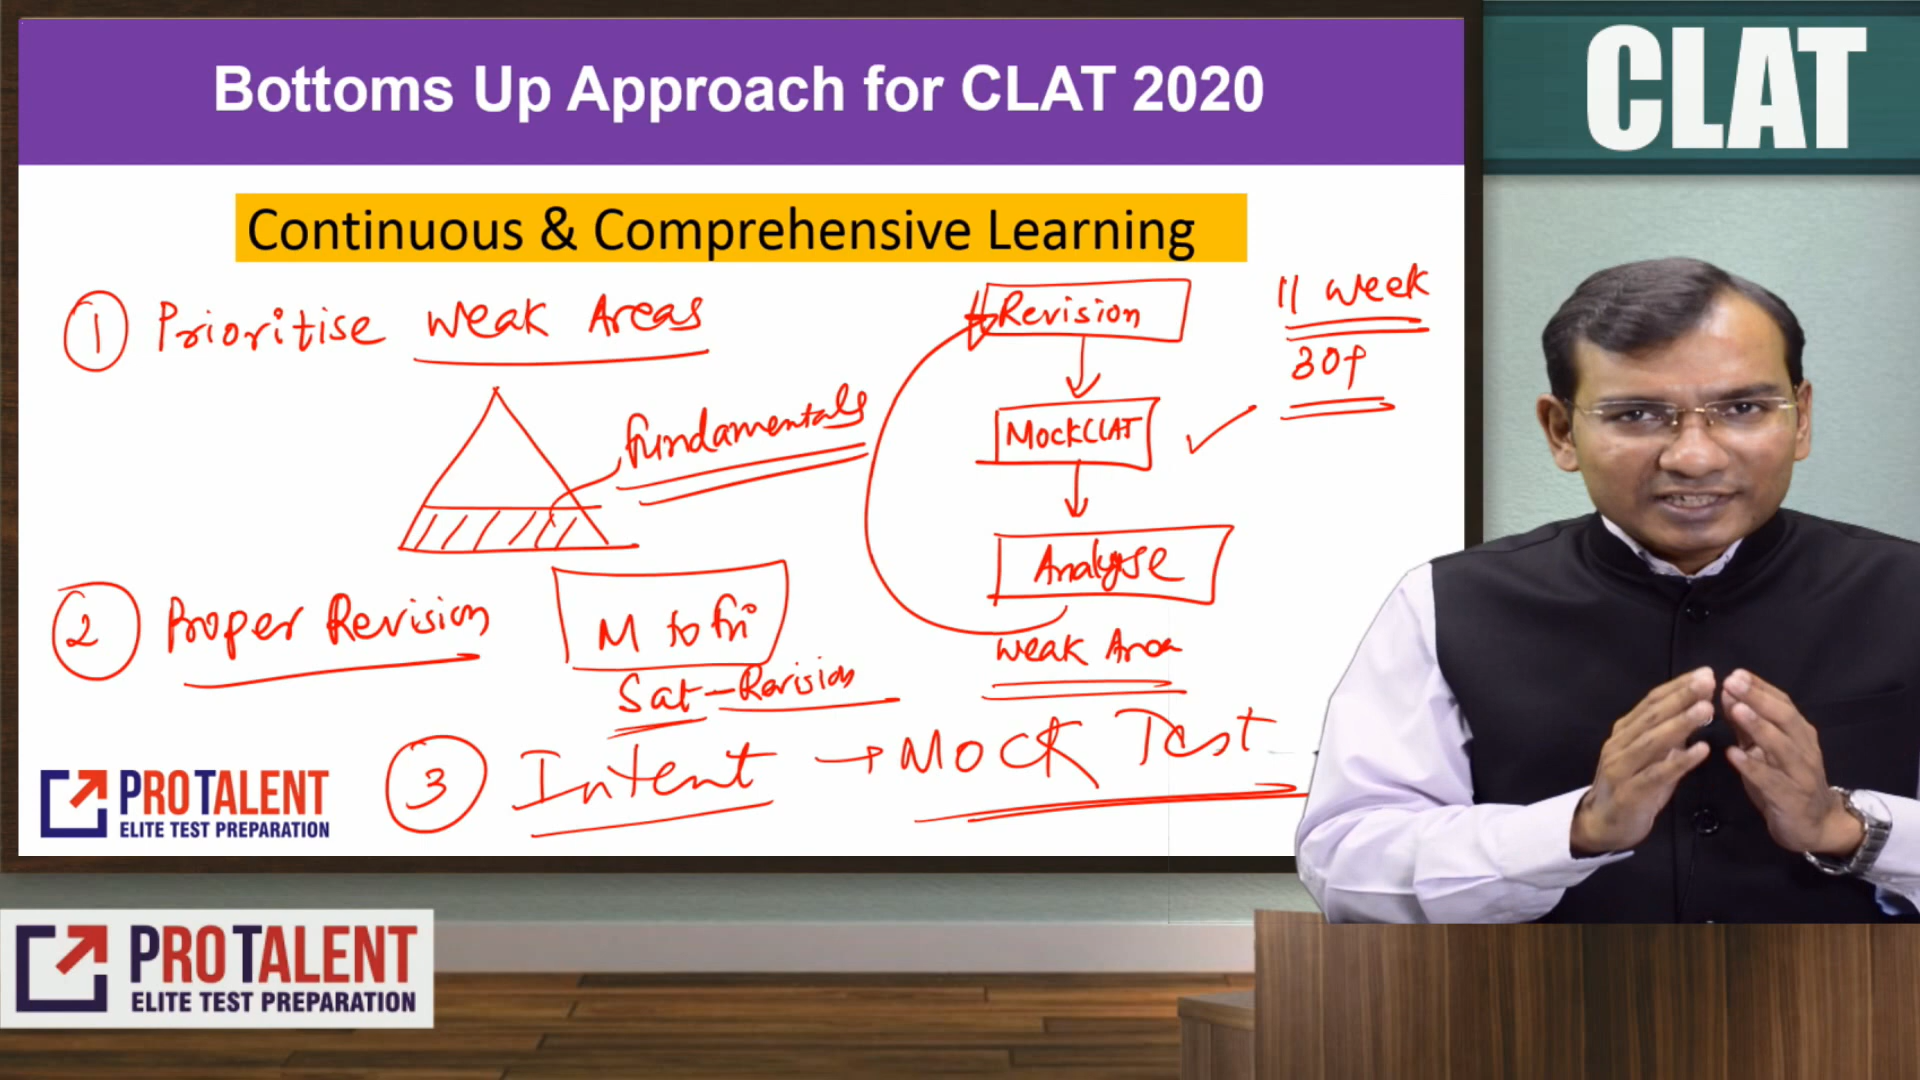 Bottoms Up Approach for CLAT 2020
CLAT
Continuous & Comprehensive Learning
1 Prioritise Weak Areas
Fundamentals
Revision
MockCLAT
Analyse
Weak Area
11 Week
2 Proper Revision
M to Fri
Sat - Revision
3 Intent → Mock Test
PROTALENT
ELITE TEST PREPARATION
PROTALENT
ELITE TEST PREPARATION